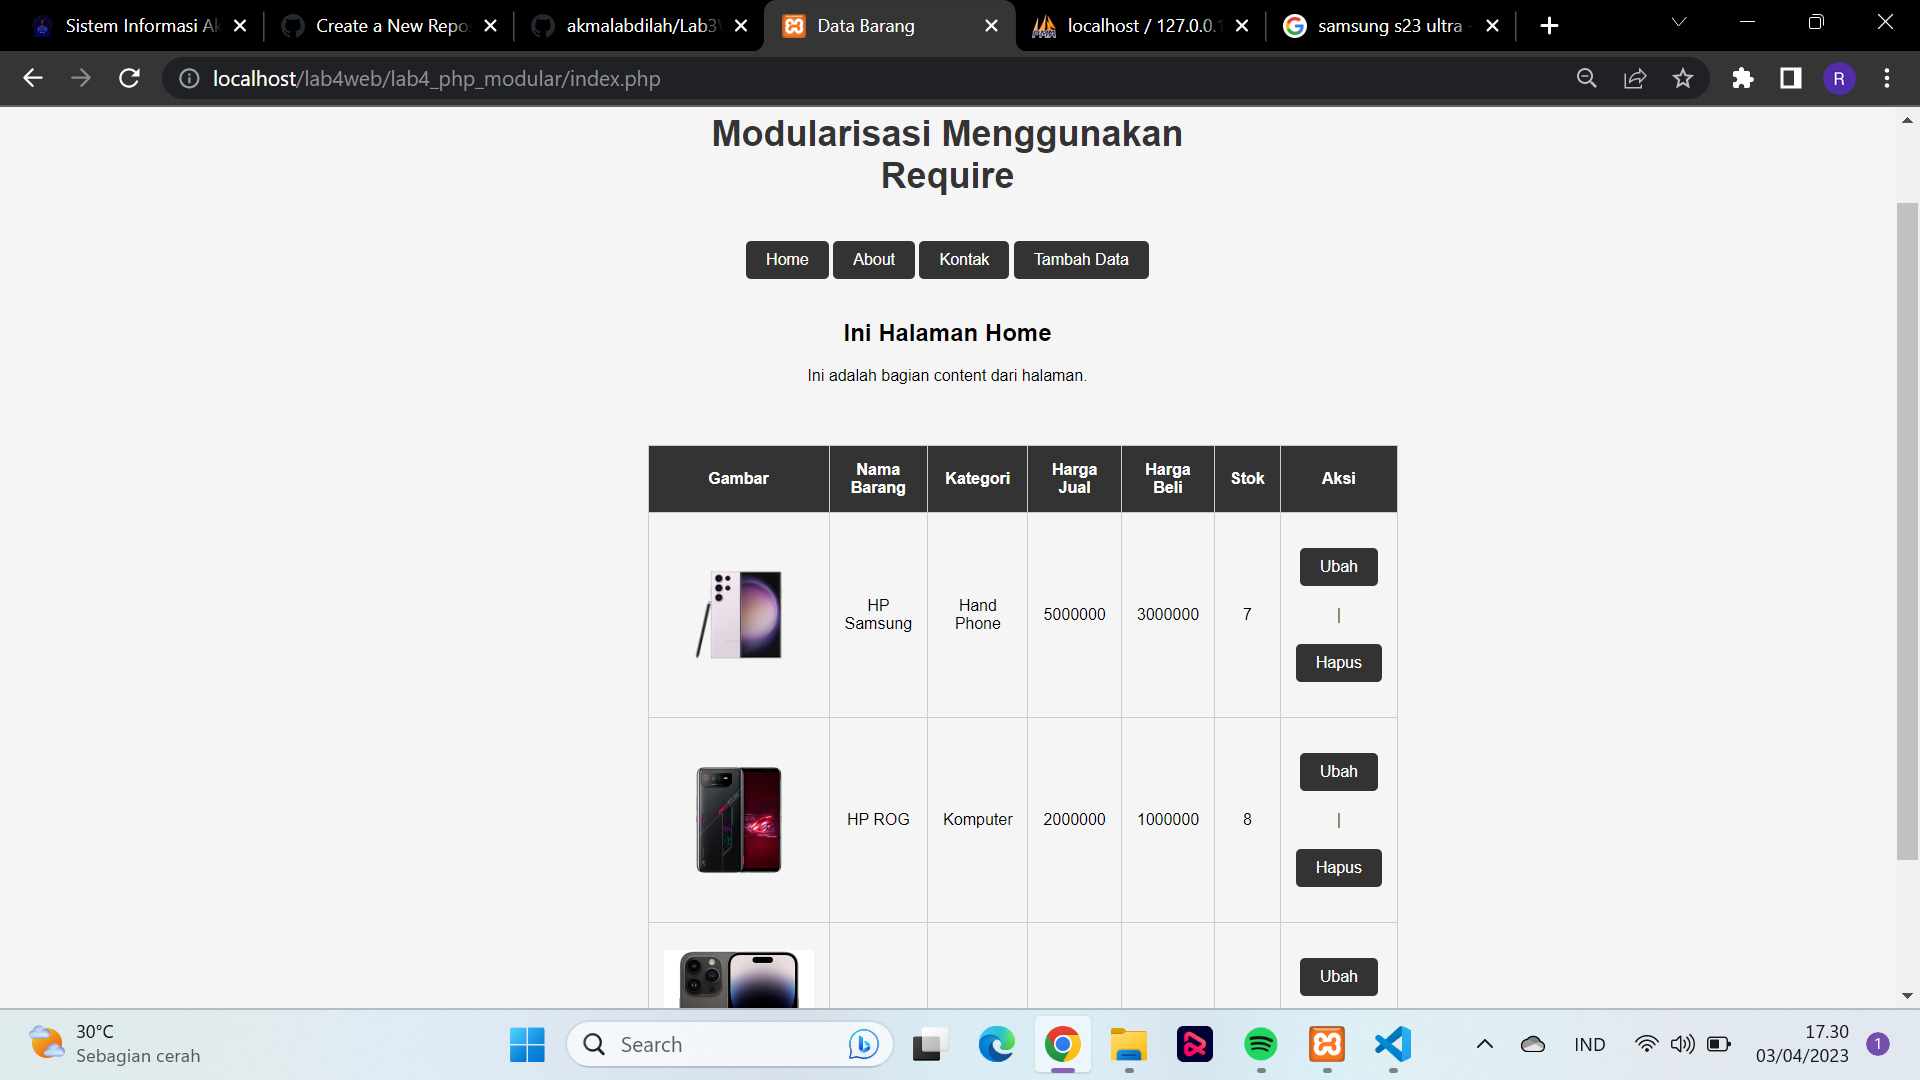 Sistem Informasi Ak
Create a New Repo
akmalabdilah/Lab3
Data Barang
localhost / 127.0.0.1
samsung s23 ultra -
localhost/lab4web/lab4_php_modular/index.php
R
Modularisasi Menggunakan
Require
Home
About
Kontak
Tambah Data
Ini Halaman Home
Ini adalah bagian content dari halaman.
Gambar
Nama
Barang
Kategori
Harga
Jual
Harga
Beli
Stok
Aksi
HP
Samsung
Hand
Phone
5000000
3000000
7
Ubah
|
Hapus
HP ROG
Komputer
2000000
1000000
8
Ubah
|
Hapus
Ubah
30°C
Sebagian cerah
Search
IND
17.30
03/04/2023
1